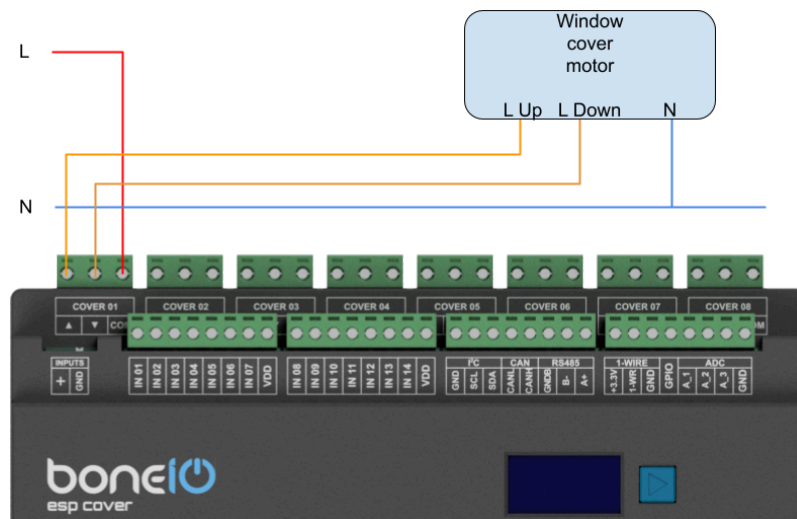 Window
cover
motor
L
L Up L Down N
N
COVER 01 COVER 02 COVER 03 COVER 04 COVER 05 COVER 06 COVER 07 COVER 08
▲ ▼
INPUTS
+ GND
IN 01 IN 02 IN 03 IN 04 IN 05 IN 06 IN 07 VDD
IN 08 IN 09 IN 10 IN 11 IN 12 IN 13 IN 14 VDD
I²C CAN RS485
GND SCL SDA CANL CANH GNDB B- A+
1-WIRE ADC
+3.3V 1-WR GND GPIO A_1 A_2 A_3 GND
boneIO
esp cover